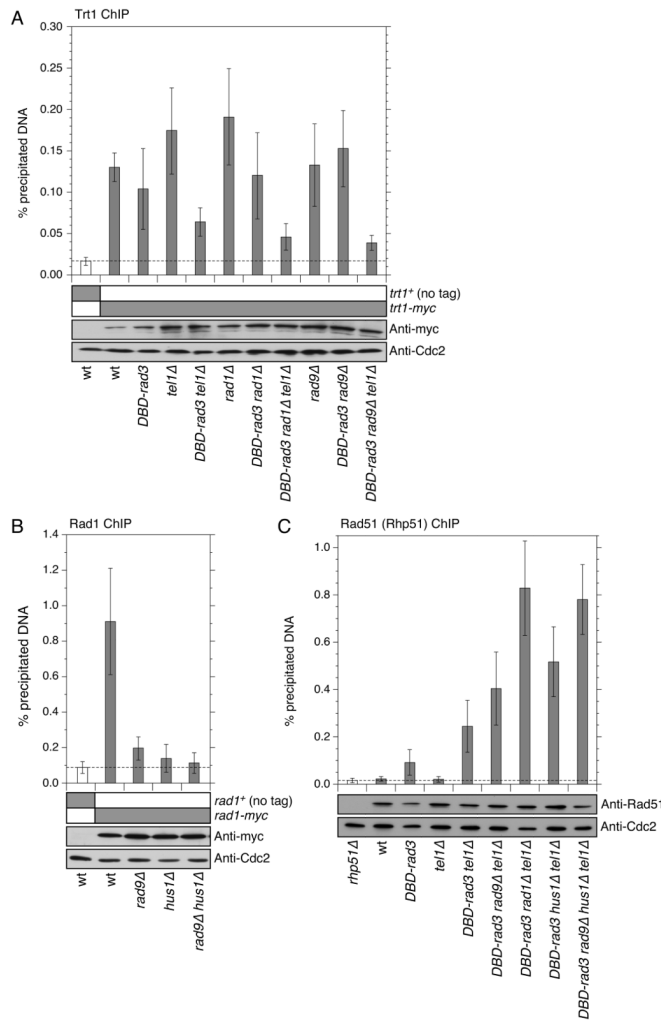 A
Trt1 ChIP
% precipitated DNA
0.30
0.25
0.20
0.15
0.10
0.05
0.00
trt1+ (no tag)
trt1-myc
Anti-myc
Anti-Cdc2
wt
wt
DBD-rad3
tel1Δ
DBD-rad3 tel1Δ
rad1Δ
DBD-rad3 rad1Δ
DBD-rad3 rad1Δ tel1Δ
rad9Δ
DBD-rad3 rad9Δ
DBD-rad3 rad9Δ tel1Δ
B
Rad1 ChIP
% precipitated DNA
1.4
1.2
1.0
0.8
0.6
0.4
0.2
0.0
rad1+ (no tag)
rad1-myc
Anti-myc
Anti-Cdc2
wt
wt
rad9Δ
hus1Δ
rad9Δ hus1Δ
C
Rad51 (Rhp51) ChIP
% precipitated DNA
1.0
0.8
0.6
0.4
0.2
0.0
Anti-Rad51
Anti-Cdc2
rhp51Δ
wt
DBD-rad3
tel1Δ
DBD-rad3 tel1Δ
DBD-rad3 rad9Δ tel1Δ
DBD-rad3 rad1Δ tel1Δ
DBD-rad3 hus1Δ tel1Δ
DBD-rad3 rad9Δ hus1Δ tel1Δ